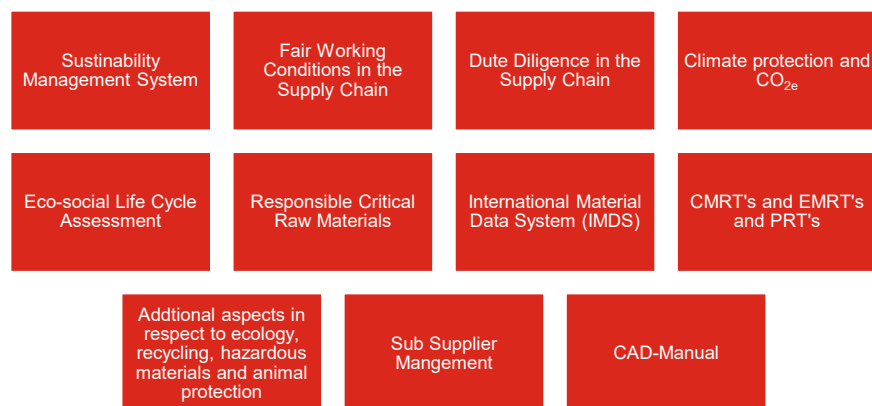 Sustinability
Management System
Fair Working
Conditions in the
Supply Chain
Dute Diligence in the
Supply Chain
Climate protection and
CO2e
Eco-social Life Cycle
Assessment
Responsible Critical
Raw Materials
International Material
Data System (IMDS)
CMRT's and EMRT's
and PRT's
Addtional aspects in
respect to ecology,
recycling, hazardous
materials and animal
protection
Sub Supplier
Mangement
CAD-Manual